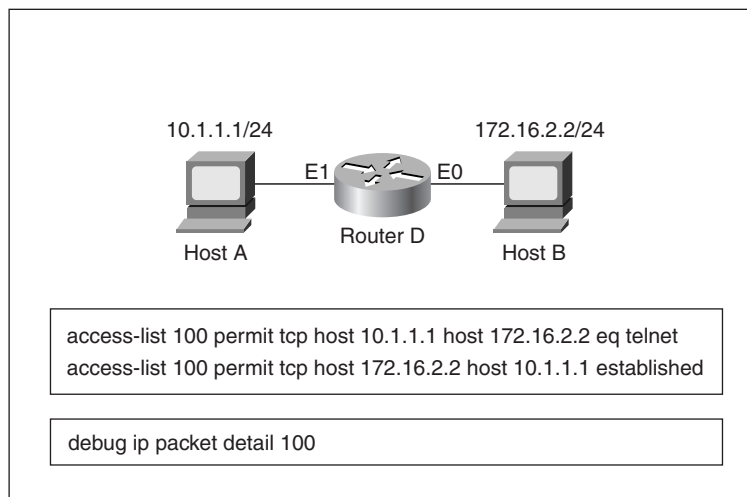 10.1.1.1/24
172.16.2.2/24
E1
E0
Router D
Host A
Host B
access-list 100 permit tcp host 10.1.1.1 host 172.16.2.2 eq telnet
access-list 100 permit tcp host 172.16.2.2 host 10.1.1.1 established
debug ip packet detail 100